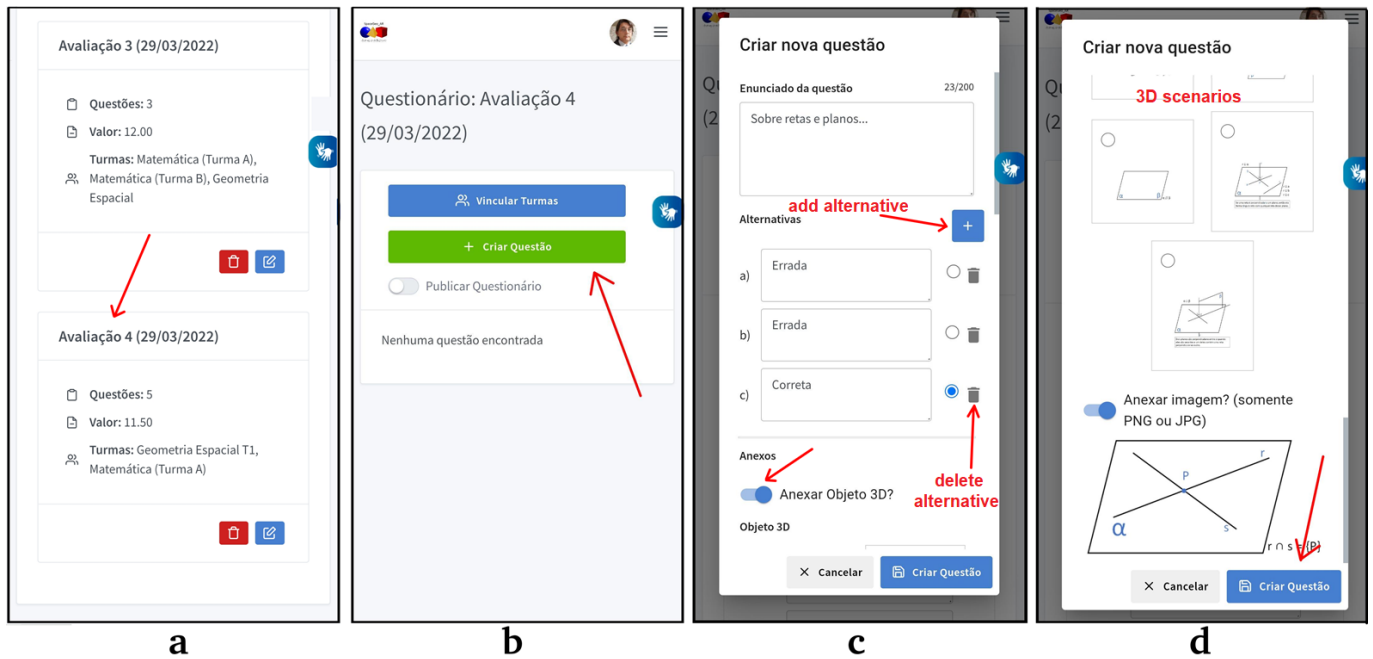 Avaliação 3 (29/03/2022)
Questões: 3
Valor: 12.00
Turmas: Matemática (Turma A),
Matemática (Turma B), Geometria
Espacial
Avaliação 4 (29/03/2022)
Questões: 5
Valor: 11.50
Turmas: Geometria Espacial T1,
Matemática (Turma A)
a
Questionário: Avaliação 4
(29/03/2022)
Vincular Turmas
+ Criar Questão
Publicar Questionário
Nenhuma questão encontrada
b
Criar nova questão
Enunciado da questão 23/200
Sobre retas e planos...
add alternative
Alternativas +
a) Errada
b) Errada
c) Correta
Anexos
Anexar Objeto 3D?
delete
alternative
Objeto 3D
Cancelar
Criar Questão
c
Criar nova questão
3D scenarios
Anexar imagem? (somente
PNG ou JPG)
P
r
α
s
r ∩ s = {P}
Cancelar
Criar Questão
d